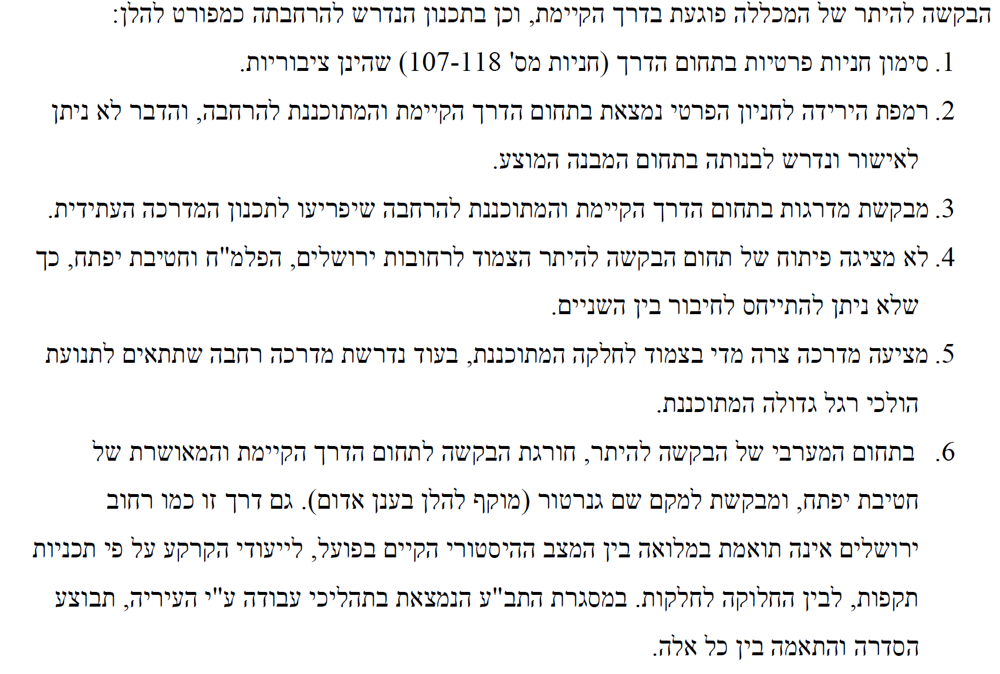 הבקשה להיתר של המכללה פוגעת בדרך הקיימת, וכן בתכנון הנדרש להרחבתה כמפורט להלן:
1. סימון חניות פרטיות בתחום הדרך (חניות מס' 107-118) שהינן ציבוריות.
2. רמפת הירידה לחניון הפרטי נמצאת בתחום הדרך הקיימת והמתוכננת להרחבה, והדבר לא ניתן
לאישור ונדרש לבנותה בתחום המבנה המוצע.
3. מבקשת מדרגות בתחום הדרך הקיימת והמתוכננת להרחבה שיפריעו לתכנון המדרכה העתידית.
4. לא מציגה פיתוח של תחום הבקשה להיתר הצמוד לרחובות ירושלים, הפלמ"ח וחטיבת יפתח, כך
שלא ניתן להתייחס לחיבור בין השניים.
5. מציעה מדרכה צרה מדי בצמוד לחלקה המתוכננת, בעוד נדרשת מדרכה רחבה שתתאים לתנועת
הולכי רגל גדולה המתוכננת.
6. בתחום המערבי של הבקשה להיתר, חורגת הבקשה לתחום הדרך הקיימת והמאושרת של
חטיבת יפתח, ומבקשת למקם שם גנרטור (מוקף להלן בענן אדום). גם דרך זו כמו רחוב
ירושלים אינה תואמת במלואה בין המצב ההיסטורי הקיים בפועל, לייעודי הקרקע על פי תכניות
תקפות, לבין החלוקה לחלקות. במסגרת התב"ע הנמצאת בתהליכי עבודה ע"י העיריה, תבוצע
הסדרה והתאמה בין כל אלה.